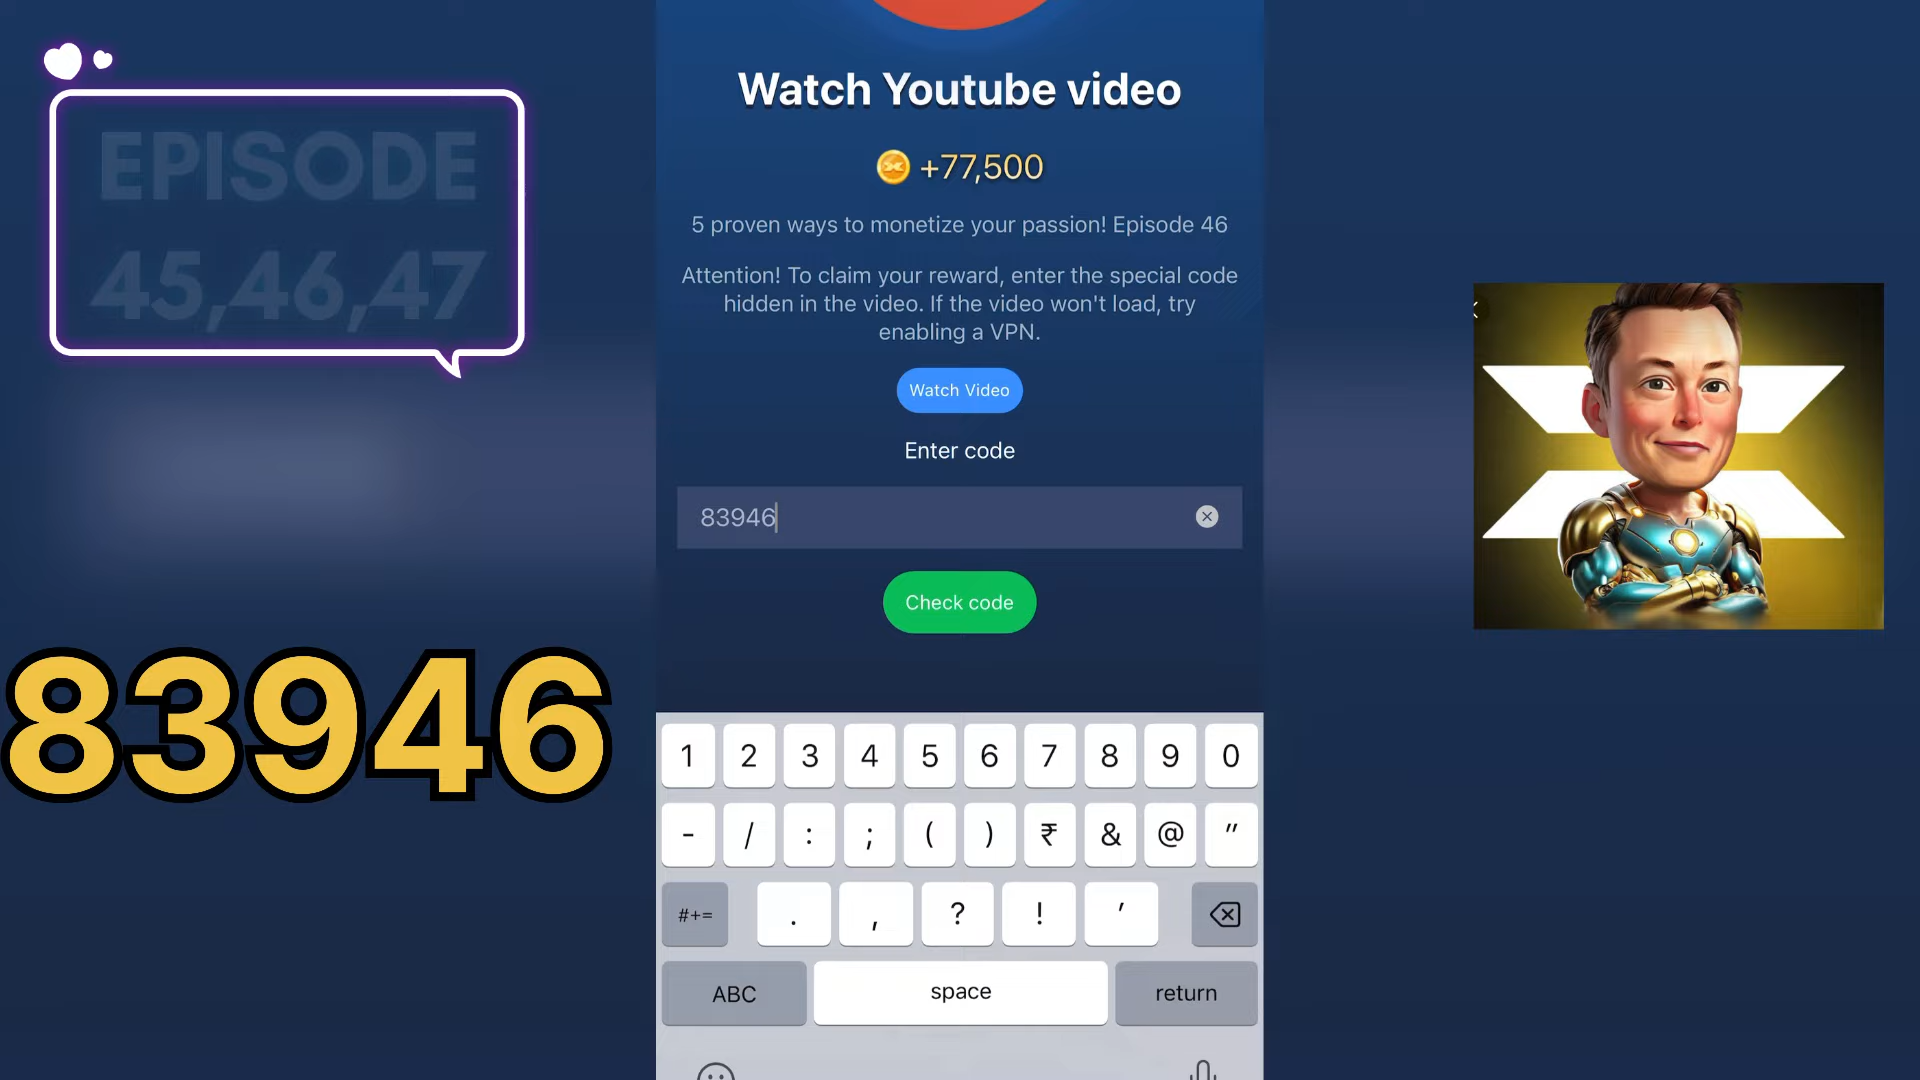 EPISODE
45,46,47
83946
Watch Youtube video
+77,500
5 proven ways to monetize your passion! Episode 46
Attention! To claim your reward, enter the special code
hidden in the video. If the video won't load, try
enabling a VPN.
Watch Video
Enter code
83946
Check code
1 2 3 4 5 6 7 8 9 0
- / : ; ( ) ₹ & @ "
#+= . , ? ! '
ABC space return